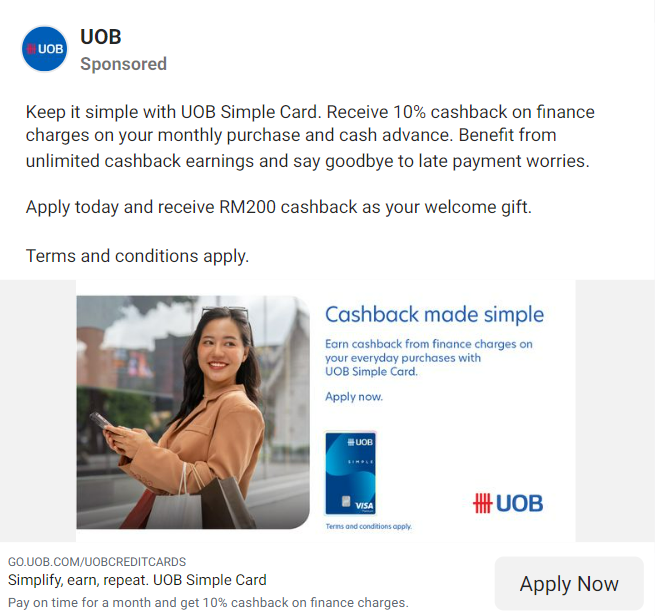 UOB
UOB
Sponsored
Keep it simple with UOB Simple Card. Receive 10% cashback on finance
charges on your monthly purchase and cash advance. Benefit from
unlimited cashback earnings and say goodbye to late payment worries.
Apply today and receive RM200 cashback as your welcome gift.
Terms and conditions apply.
Cashback made simple
Earn cashback from finance charges on
your everyday purchases with
UOB Simple Card.
Apply now.
UOB
SIMPLE
VISA
UOB
Terms and conditions apply.
GO.UOB.COM/UOBCREDITCARDS
Simplify, earn, repeat. UOB Simple Card
Pay on time for a month and get 10% cashback on finance charges.
Apply Now